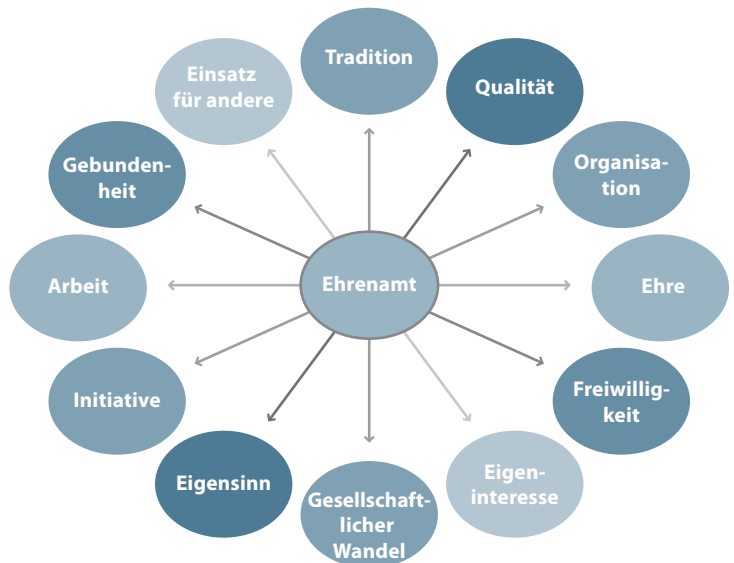 Tradition
Qualität
Organisa-
tion
Ehre
Freiwillig-
keit
Eigen-
interesse
Gesellschaft-
licher
Wandel
Eigensinn
Initiative
Arbeit
Gebunden-
heit
Einsatz
für andere
Ehrenamt